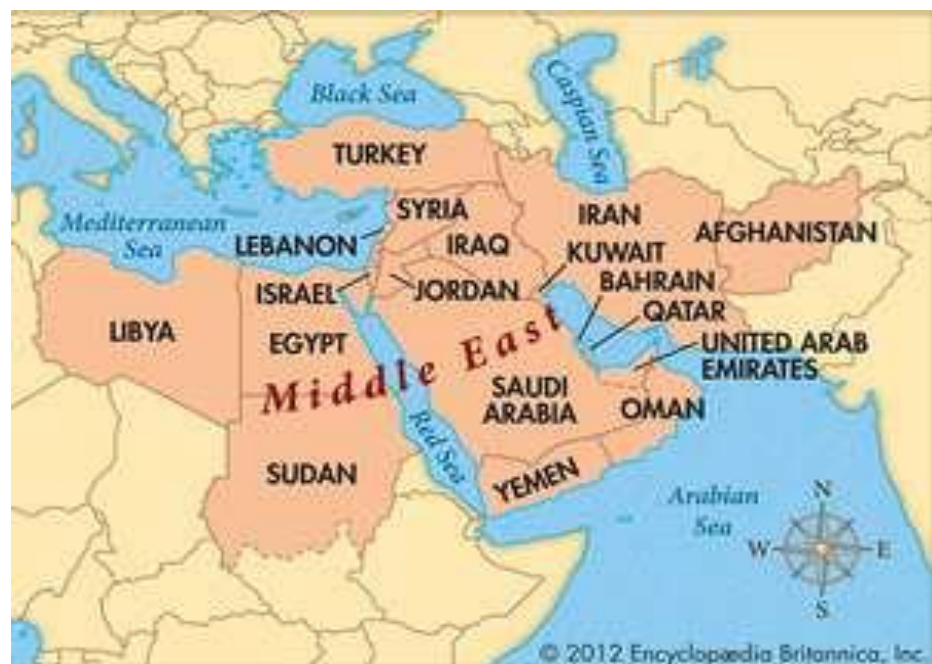 Black Sea
Caspian Sea
TURKEY
Mediterranean
Sea
SYRIA
IRAN
AFGHANISTAN
LEBANON
IRAQ
KUWAIT
BAHRAIN
ISRAEL
JORDAN
QATAR
LIBYA
EGYPT
UNITED ARAB
EMIRATES
Middle East
SAUDI
ARABIA
OMAN
Red Sea
SUDAN
YEMEN
Arabian
Sea
N
W
E
S
© 2012 Encyclopædia Britannica, Inc.